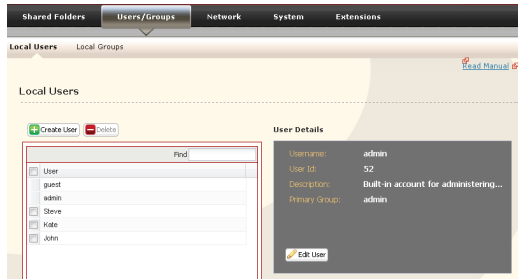 Shared Folders Users/Groups Network System Extensions
Local Users Local Groups
Read Manual
Local Users
Create User Delete
User Details
Find
User
guest
admin
Steve
Kate
John
Username: admin
User Id: 52
Description: Built-in account for administering...
Primary Group: admin
Edit User